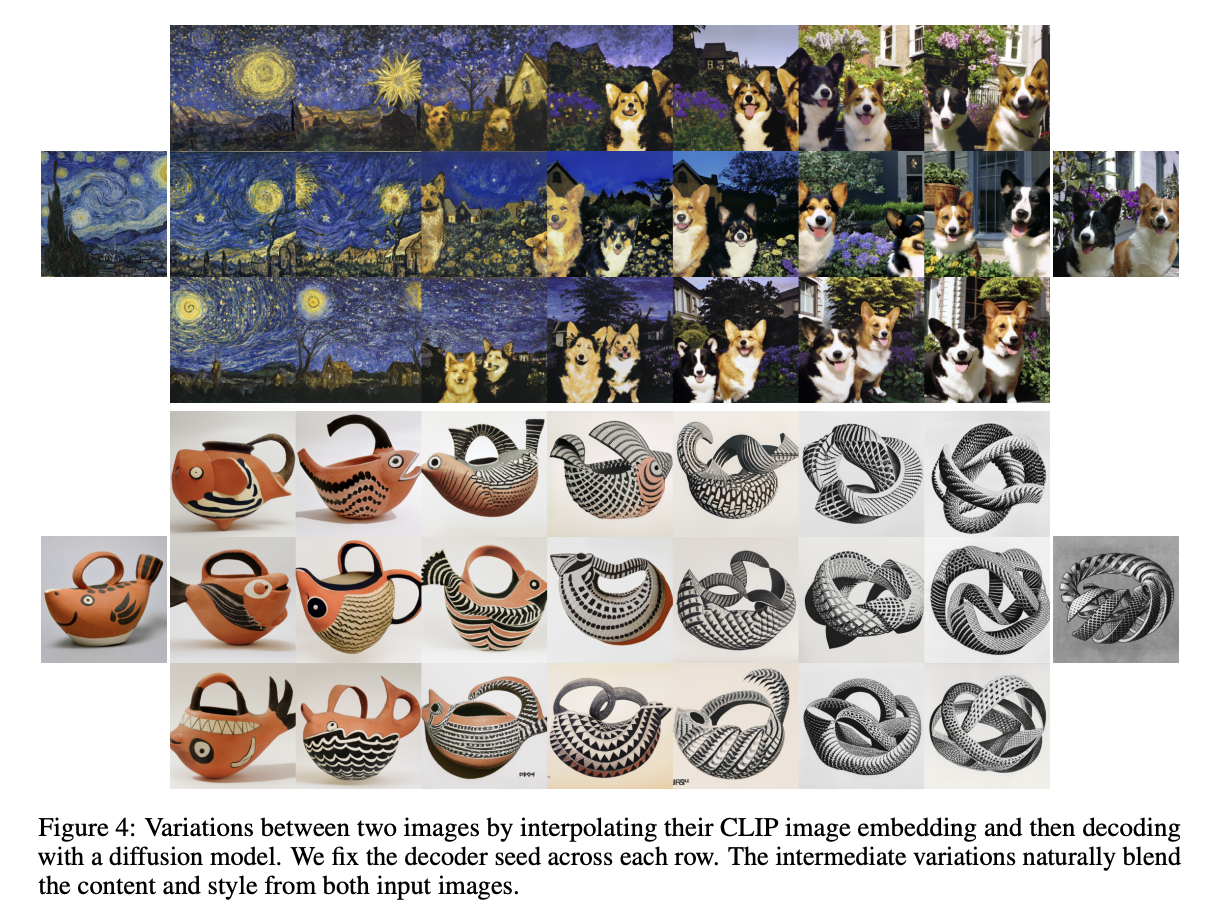 Figure 4: Variations between two images by interpolating their CLIP image embedding and then decoding
with a diffusion model. We fix the decoder seed across each row. The intermediate variations naturally blend
the content and style from both input images.